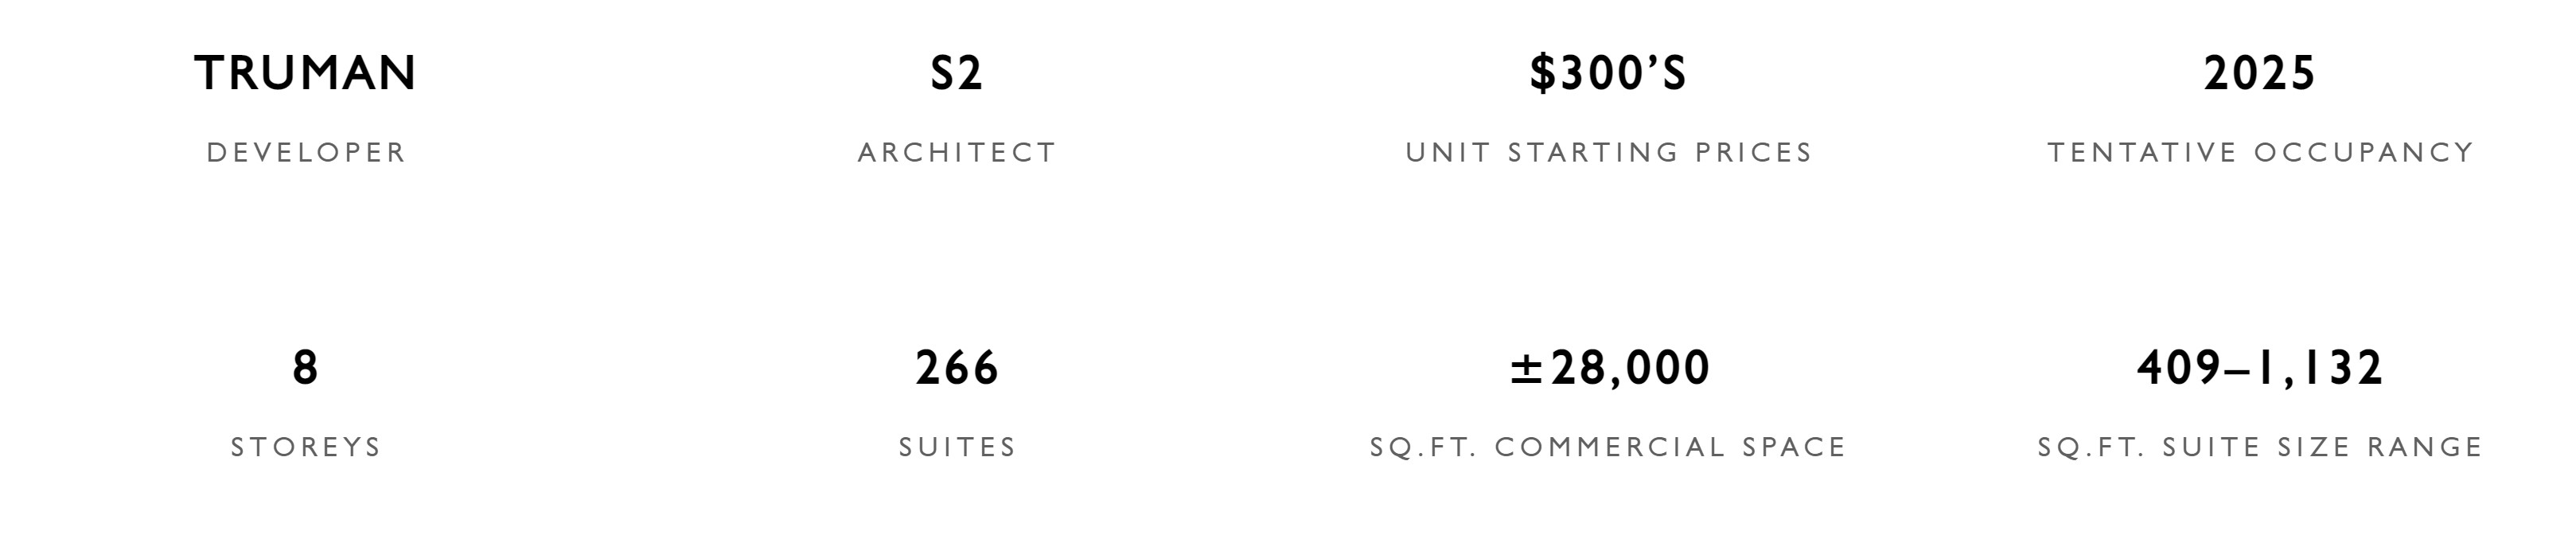 TRUMAN
S2
$300’S
2025
DEVELOPER
ARCHITECT
UNIT STARTING PRICES
TENTATIVE OCCUPANCY
8
266
±28,000
409–1,132
STOREYS
SUITES
SQ.FT. COMMERCIAL SPACE
SQ.FT. SUITE SIZE RANGE